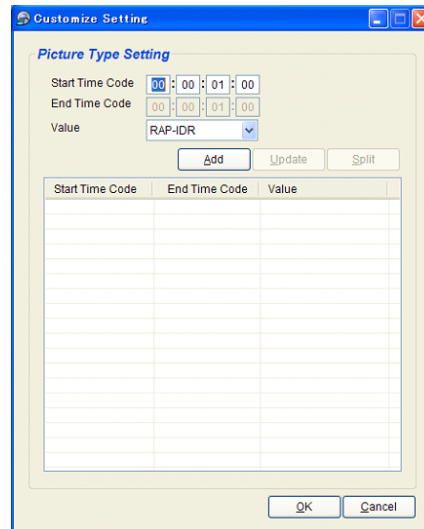 Customize Setting
Picture Type Setting
Start Time Code 00 : 00 : 01 : 00
End Time Code 00 : 00 : 01 : 00
Value RAP-IDR
Add Update Split
Start Time Code End Time Code Value
OK Cancel